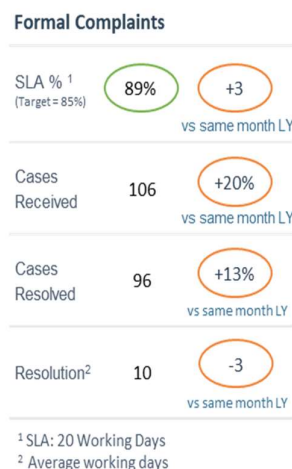 Formal Complaints
SLA % 1 89% +3
(Target = 85%)
vs same month LY
Cases Received 106 +20%
vs same month LY
Cases Resolved 96 +13%
vs same month LY
Resolution2 10 -3
vs same month LY
1 SLA: 20 Working Days
2 Average working days